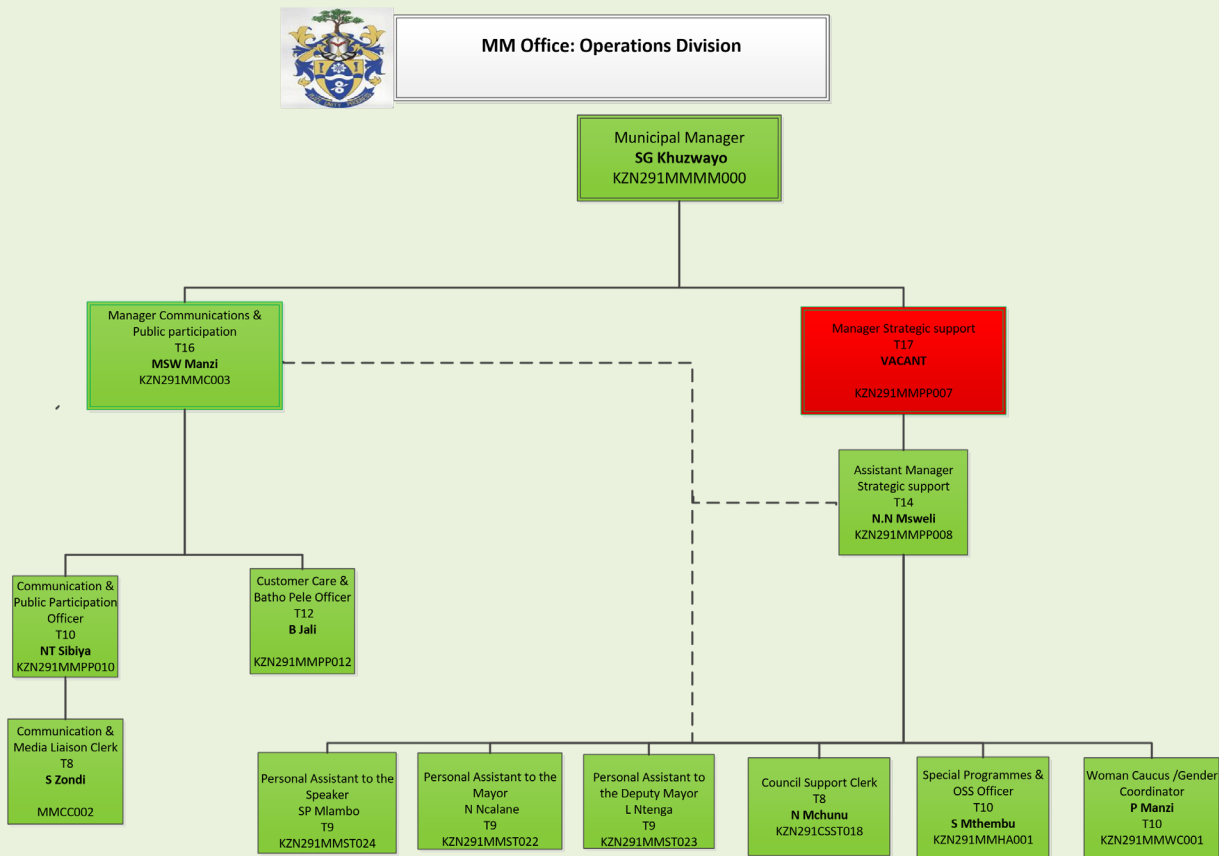 MM Office: Operations Division
Municipal Manager
SG Khuzwayo
KZN291MMMM000
Manager Communications &
Public participation
T16
MSW Manzi
KZN291MMC003
Manager Strategic support
T17
VACANT
KZN291MMPP007
Assistant Manager
Strategic support
T14
N.N Msweli
KZN291MMPP008
Communication &
Public Participation
Officer
T10
NT Sibiya
KZN291MMPP010
Customer Care &
Batho Pele Officer
T12
B Jali
KZN291MMPP012
Communication &
Media Liaison Clerk
T8
S Zondi
MMCC002
Personal Assistant to the
Speaker
SP Mlambo
T9
KZN291MMST024
Personal Assistant to the
Mayor
N Ncalane
T9
KZN291MMST022
Personal Assistant to
the Deputy Mayor
L Ntenga
T9
KZN291MMST023
Council Support Clerk
T8
N Mchunu
KZN291CSST018
Special Programmes &
OSS Officer
T10
S Mthembu
KZN291MMHA001
Woman Caucus /Gender
Coordinator
P Manzi
T10
KZN291MMWC001